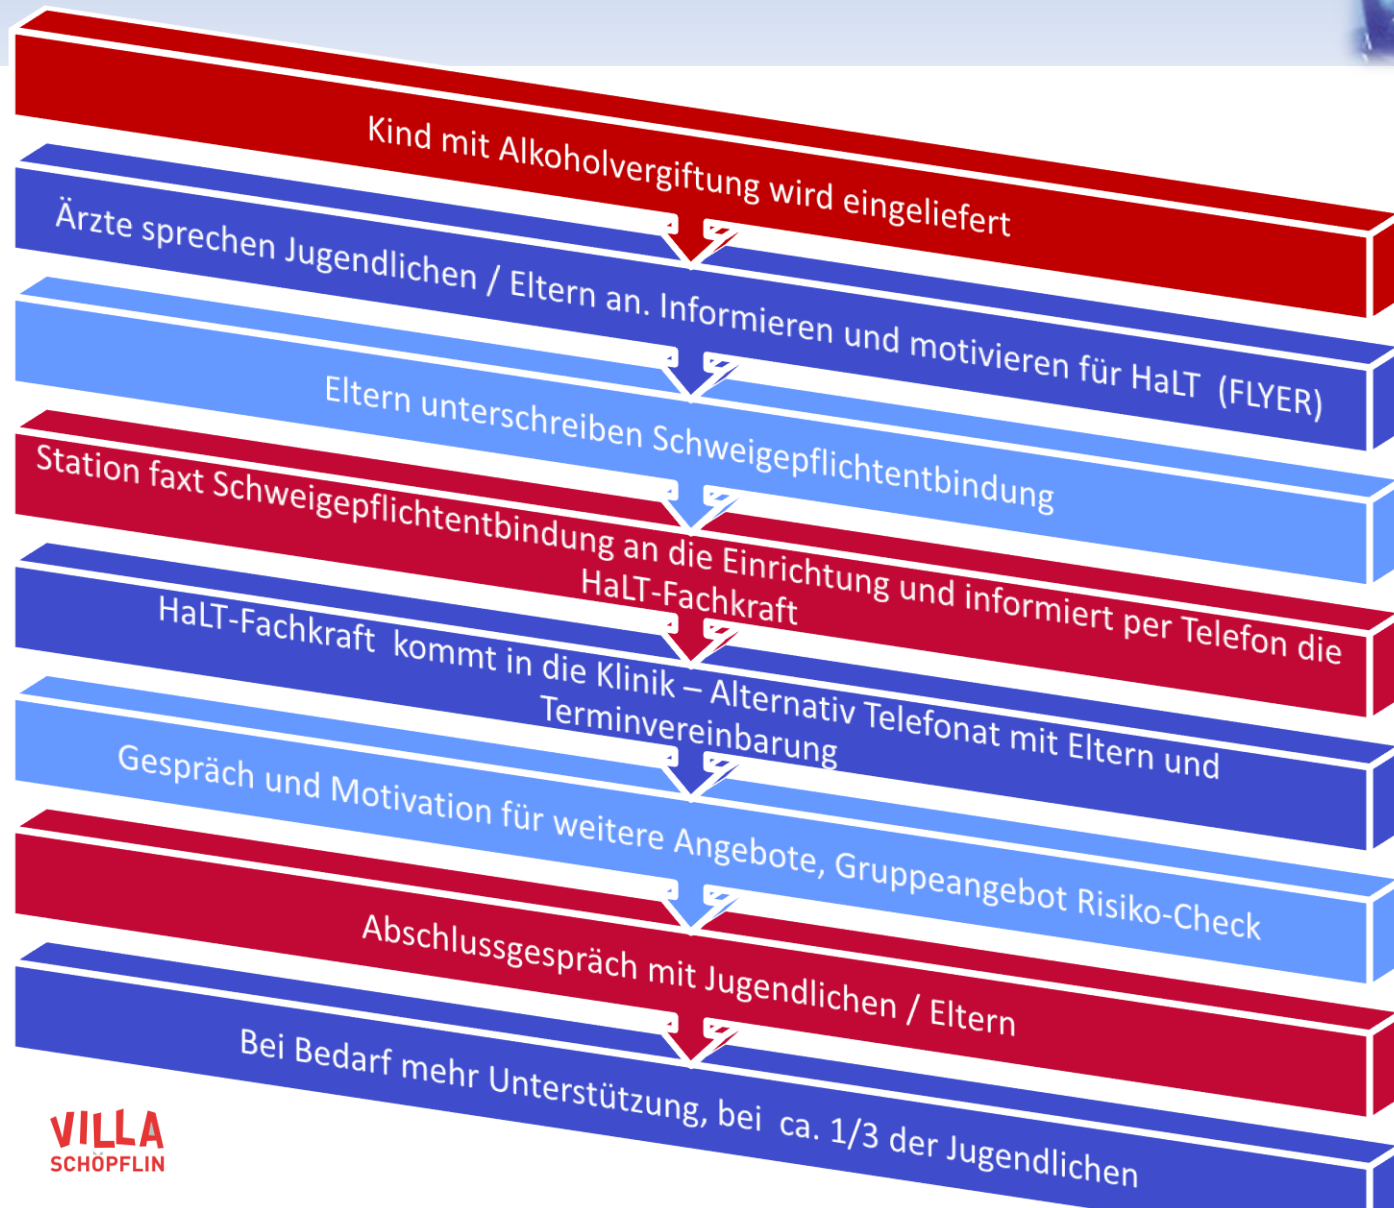 Kind mit Alkoholvergiftung wird eingeliefert
Ärzte sprechen Jugendlichen / Eltern an. Informieren und motivieren für HaLT (FLYER)
Eltern unterschreiben Schweigepflichtentbindung
Station faxt Schweigepflichtentbindung an die Einrichtung und informiert per Telefon die
HaLT-Fachkraft
HaLT-Fachkraft kommt in die Klinik – Alternativ Telefonat mit Eltern und
Terminvereinbarung
Gespräch und Motivation für weitere Angebote, Gruppeangebot Risiko-Check
Abschlussgespräch mit Jugendlichen / Eltern
Bei Bedarf mehr Unterstützung, bei ca. 1/3 der Jugendlichen
VILLA
SCHÖPFLIN